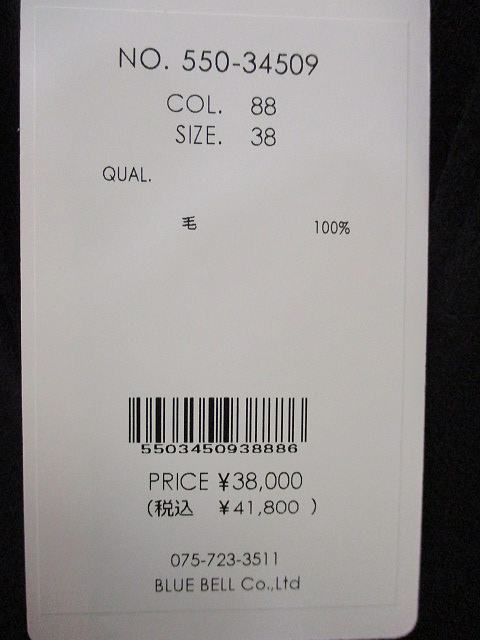 NO. 550-34509
COL. 88
SIZE. 38
QUAL.
毛 100%
5503450938886
PRICE ¥38,000
(税込 ¥41,800 )
075-723-3511
BLUE BELL Co.,Ltd